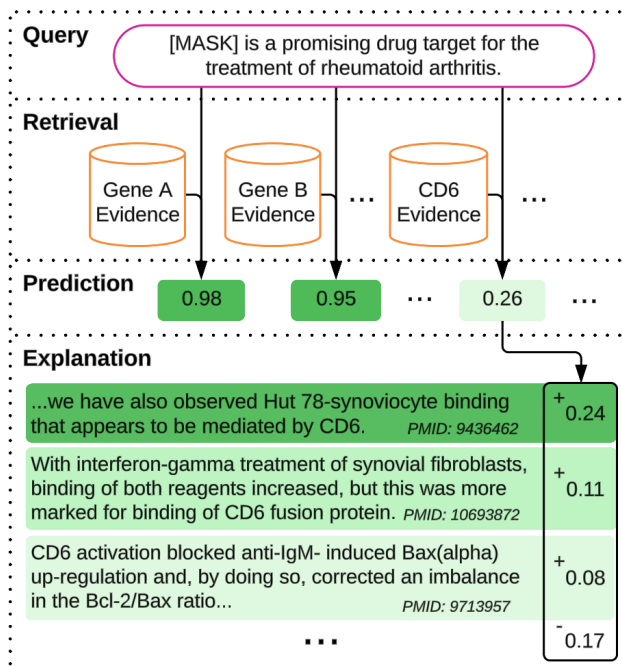 Query
[MASK] is a promising drug target for the
treatment of rheumatoid arthritis.
Retrieval
Gene A
Evidence
Gene B
Evidence
...
CD6
Evidence
...
Prediction
0.98
0.95
...
0.26
...
Explanation
...we have also observed Hut 78-synoviocyte binding
that appears to be mediated by CD6. PMID: 9436462
+0.24
With interferon-gamma treatment of synovial fibroblasts,
binding of both reagents increased, but this was more
marked for binding of CD6 fusion protein. PMID: 10693872
+0.11
CD6 activation blocked anti-IgM- induced Bax(alpha)
up-regulation and, by doing so, corrected an imbalance
in the Bcl-2/Bax ratio... PMID: 9713957
+0.08
...
-0.17